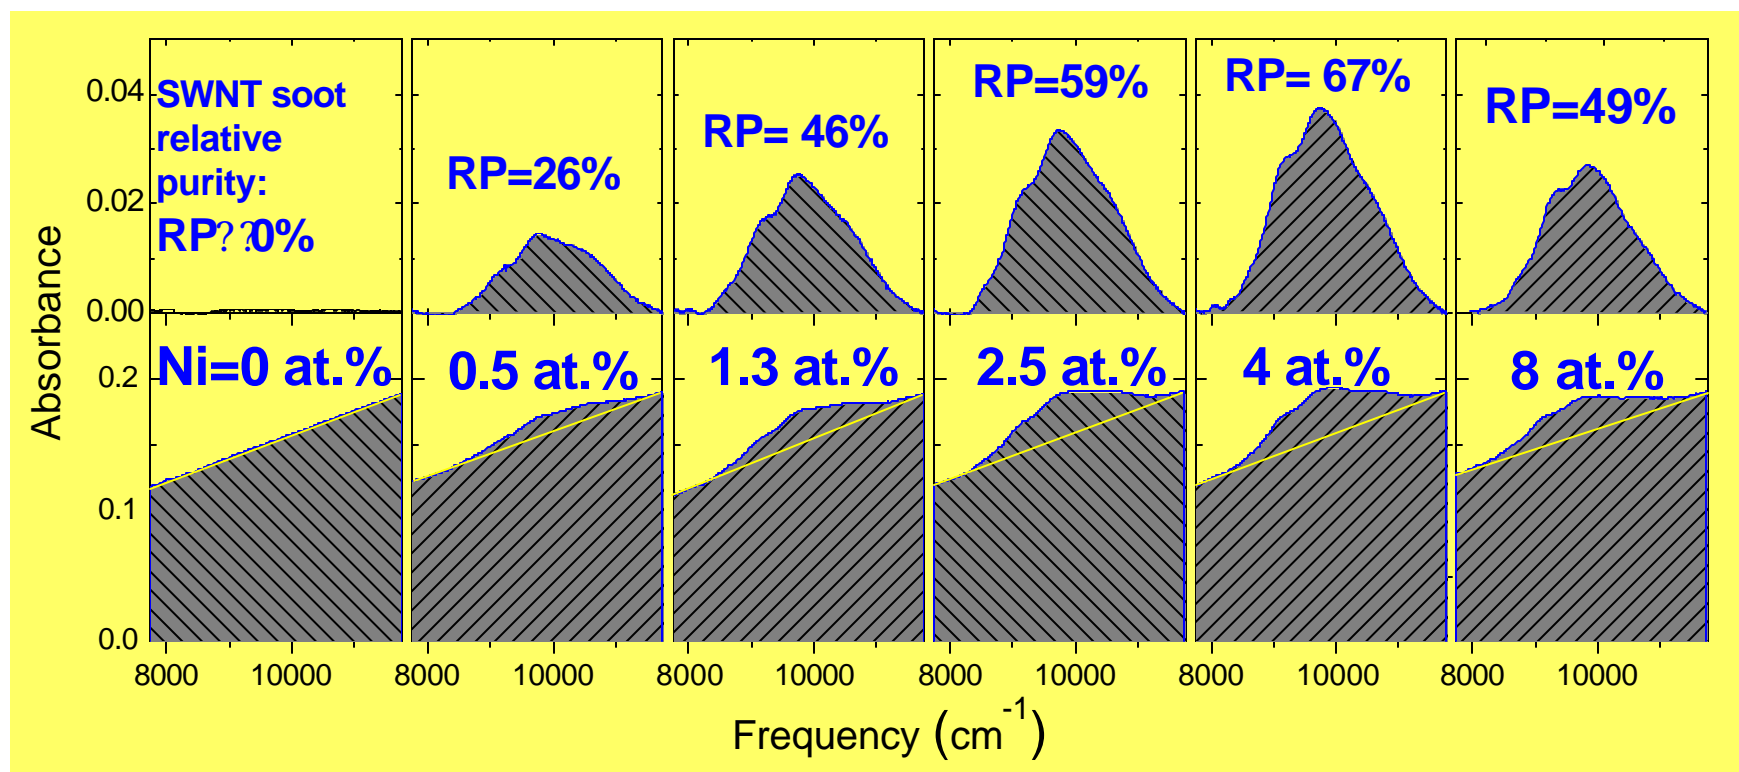 SWNT soot
relative
purity:
RP??0%
RP=26%
RP= 46%
RP=59%
RP= 67%
RP=49%
0.04
0.02
0.00
Ni=0 at.%
0.5 at.%
1.3 at.%
2.5 at.%
4 at.%
8 at.%
0.2
0.1
0.0
Absorbance
8000 10000 8000 10000 8000 10000 8000 10000 8000 10000 8000 10000
Frequency (cm-1)